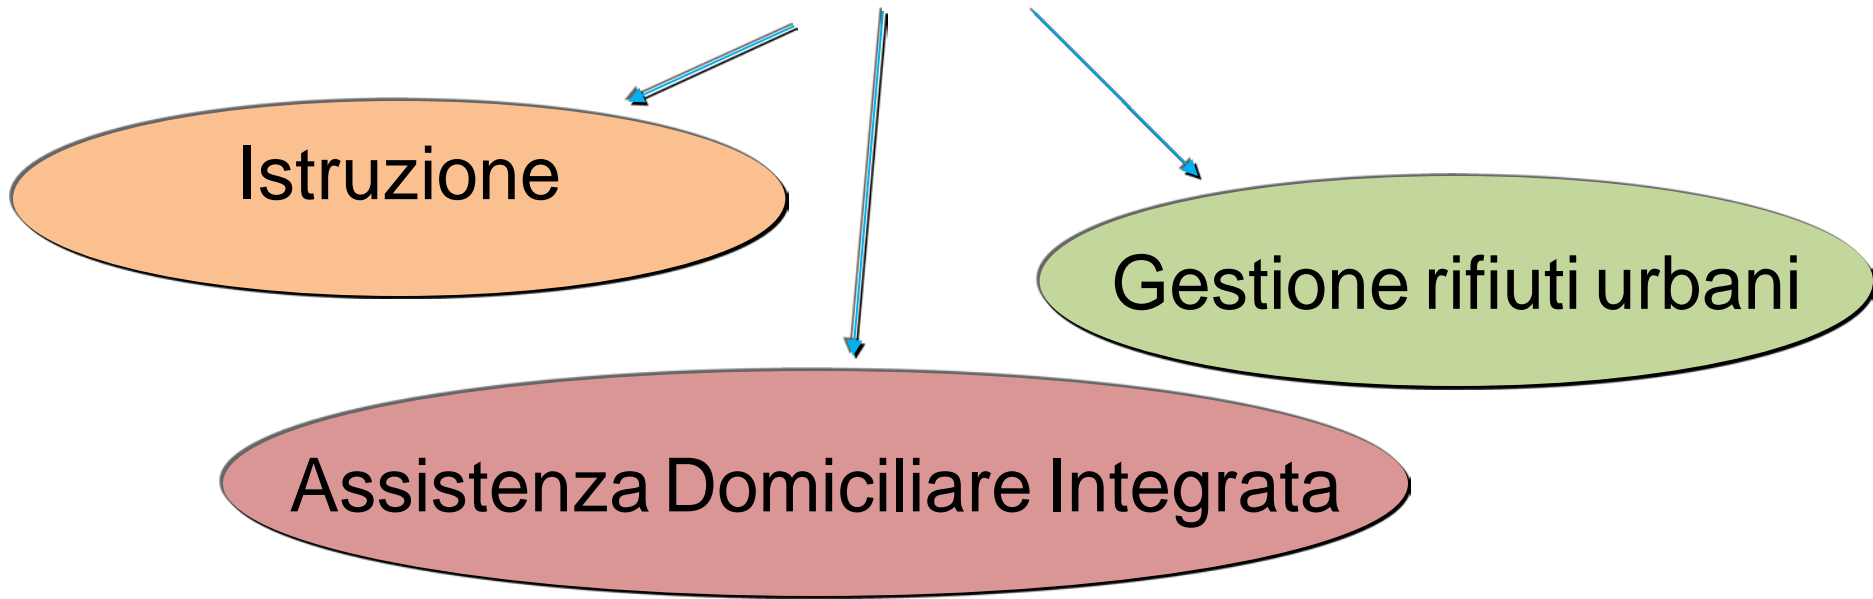 Istruzione
Gestione rifiuti urbani
Assistenza Domiciliare Integrata